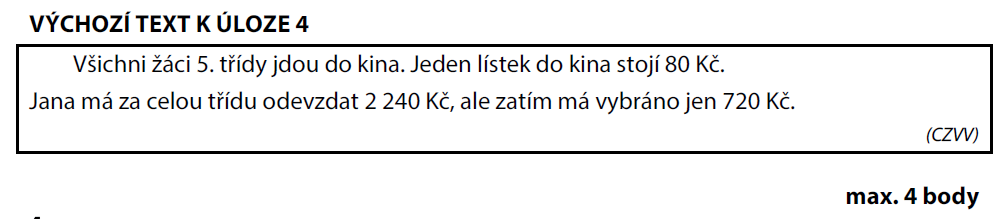 VÝCHOZÍ TEXT K ÚLOZE 4
Všichni žáci 5. třídy jdou do kina. Jeden lístek do kina stojí 80 Kč.
Jana má za celou třídu odevzdat 2 240 Kč, ale zatím má vybráno jen 720 Kč.
(CZVV)
max. 4 body